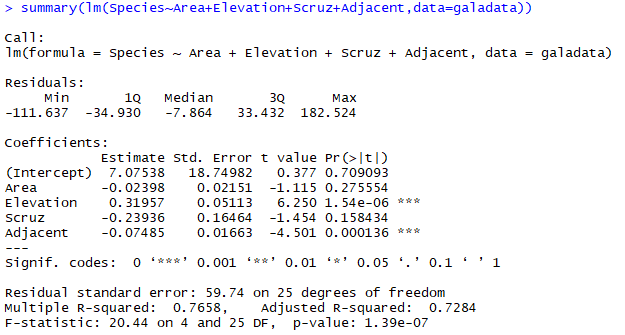 > summary(lm(Species~Area+Elevation+Scruz+Adjacent,data=galadata))
Call:
lm(formula = Species ~ Area + Elevation + Scruz + Adjacent, data = galadata)
Residuals:
     Min       1Q   Median       3Q      Max
-111.637  -34.930   -7.864   33.432  182.524
Coefficients:
            Estimate Std. Error t value Pr(>|t|)
(Intercept)  7.07538   18.74982   0.377 0.709093
Area        -0.02398    0.02151  -1.115 0.275554
Elevation    0.31957    0.05113   6.250 1.54e-06 ***
Scruz       -0.23936    0.16464  -1.454 0.158434
Adjacent    -0.07485    0.01663  -4.501 0.000136 ***
---
Signif. codes:  0 ‘***’ 0.001 ‘**’ 0.01 ‘*’ 0.05 ‘.’ 0.1 ‘ ’ 1
Residual standard error: 59.74 on 25 degrees of freedom
Multiple R-squared:  0.7658,    Adjusted R-squared:  0.7284
F-statistic: 20.44 on 4 and 25 DF,  p-value: 1.39e-07